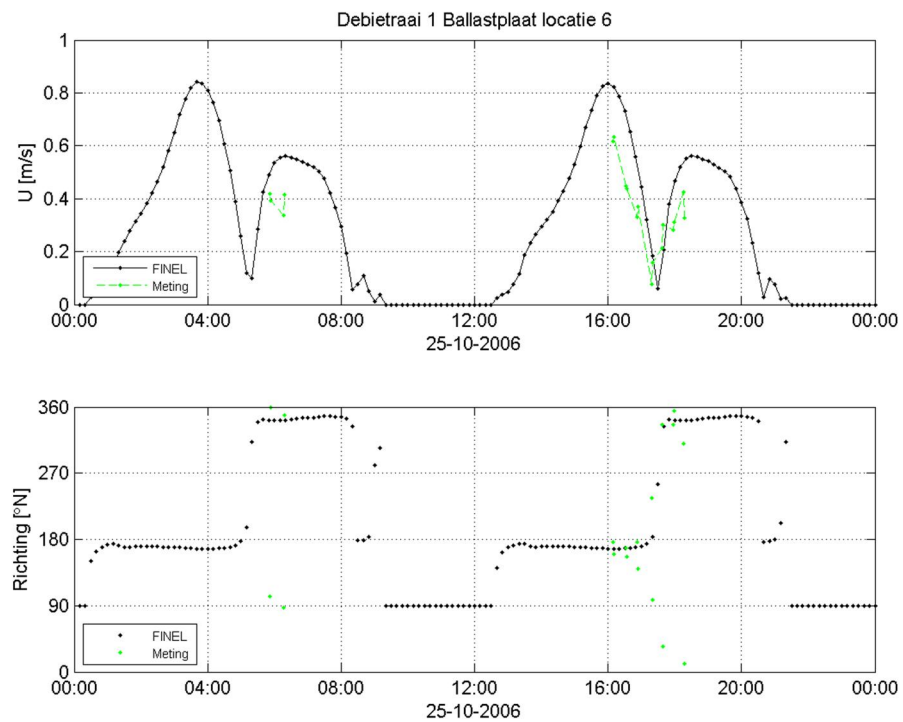 Debietraai 1 Ballastplaat locatie 6
U [m/s]
1
0.8
0.6
0.4
0.2
0
FINEL
Meting
00:00 04:00 08:00 12:00 16:00 20:00 00:00
25-10-2006
Richting [°N]
360
270
180
90
0
FINEL
Meting
00:00 04:00 08:00 12:00 16:00 20:00 00:00
25-10-2006